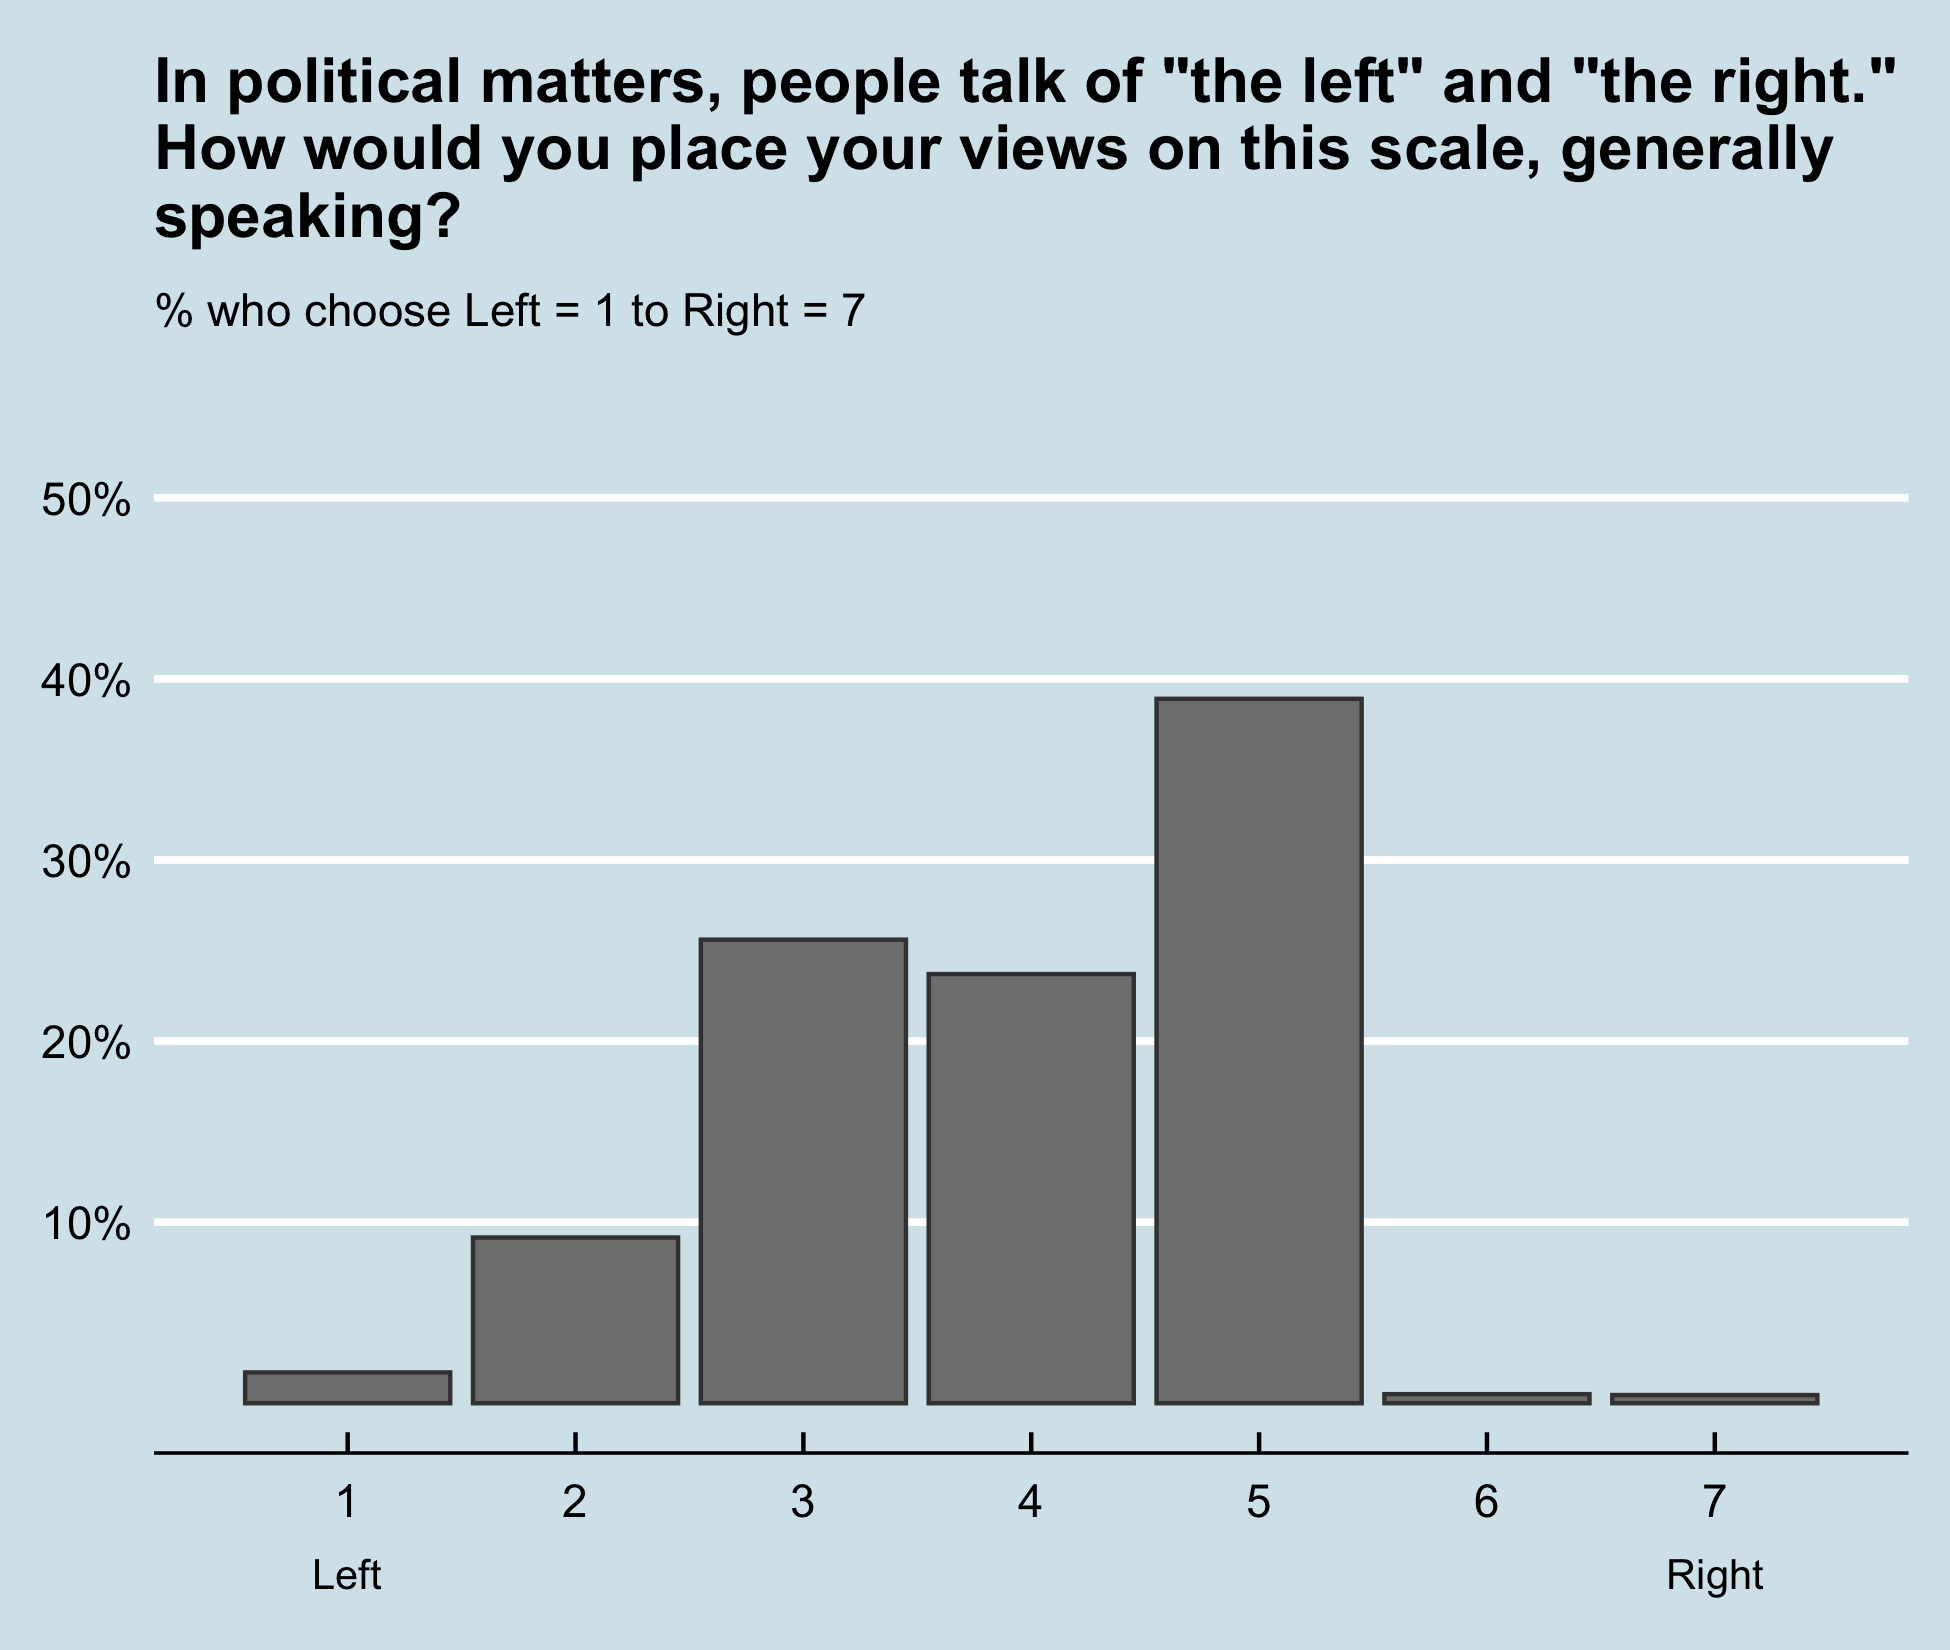 In political matters, people talk of "the left" and "the right."
How would you place your views on this scale, generally
speaking?
% who choose Left = 1 to Right = 7
50%
40%
30%
20%
10%
1 2 3 4 5 6 7
Left Right